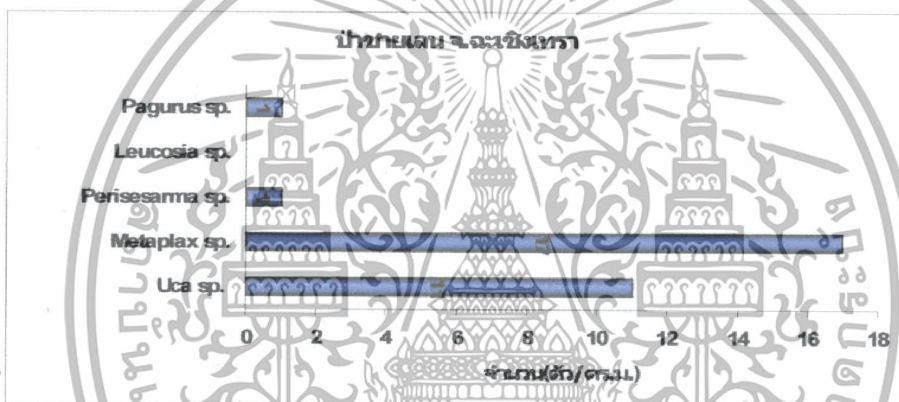 ป่าชายเลน จ.ฉะเชิงเทรา
Pagurus sp.
Leucosia sp.
Perisesarma sp.
Metaplax sp.
Uca sp.
0 2 4 6 8 10 12 14 16 18
จำนวน(ตัว/ตร.ม.)